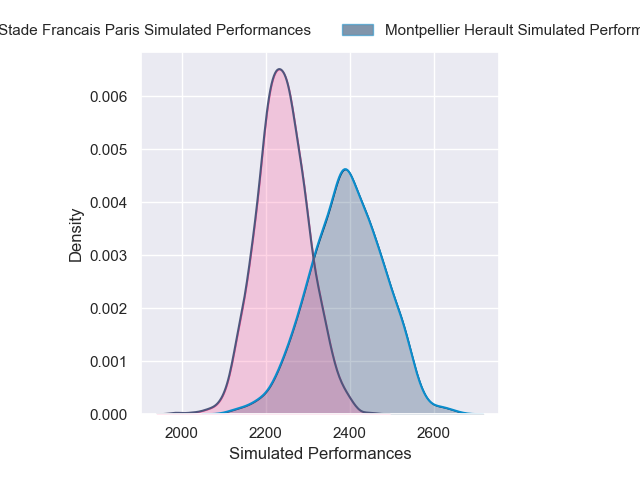 Stade Francais Paris Simulated Performances Montpellier Herault Simulated Perform
0.006
0.005
0.004
0.003
0.002
0.001
0.000
Density
2000 2200 2400 2600
Simulated Performances